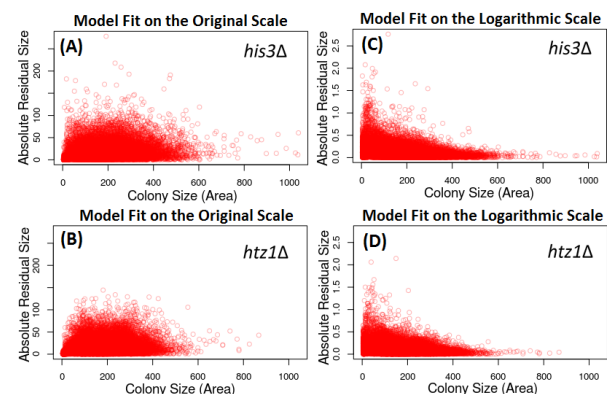 Model Fit on the Original Scale
(A)
his3Δ
Absolute Residual Size
0 50 100 200
0 200 400 600 800 1000
Colony Size (Area)
Model Fit on the Logarithmic Scale
(C)
his3Δ
Absolute Residual Size
0.0 0.5 1.0 1.5 2.0 2.5
0 200 400 600 800 1000
Colony Size (Area)
Model Fit on the Original Scale
(B)
htz1Δ
Absolute Residual Size
0 50 100 200
0 200 400 600 800 1000
Colony Size (Area)
Model Fit on the Logarithmic Scale
(D)
htz1Δ
Absolute Residual Size
0.0 0.5 1.0 1.5 2.0 2.5
0 200 400 600 800 1000
Colony Size (Area)